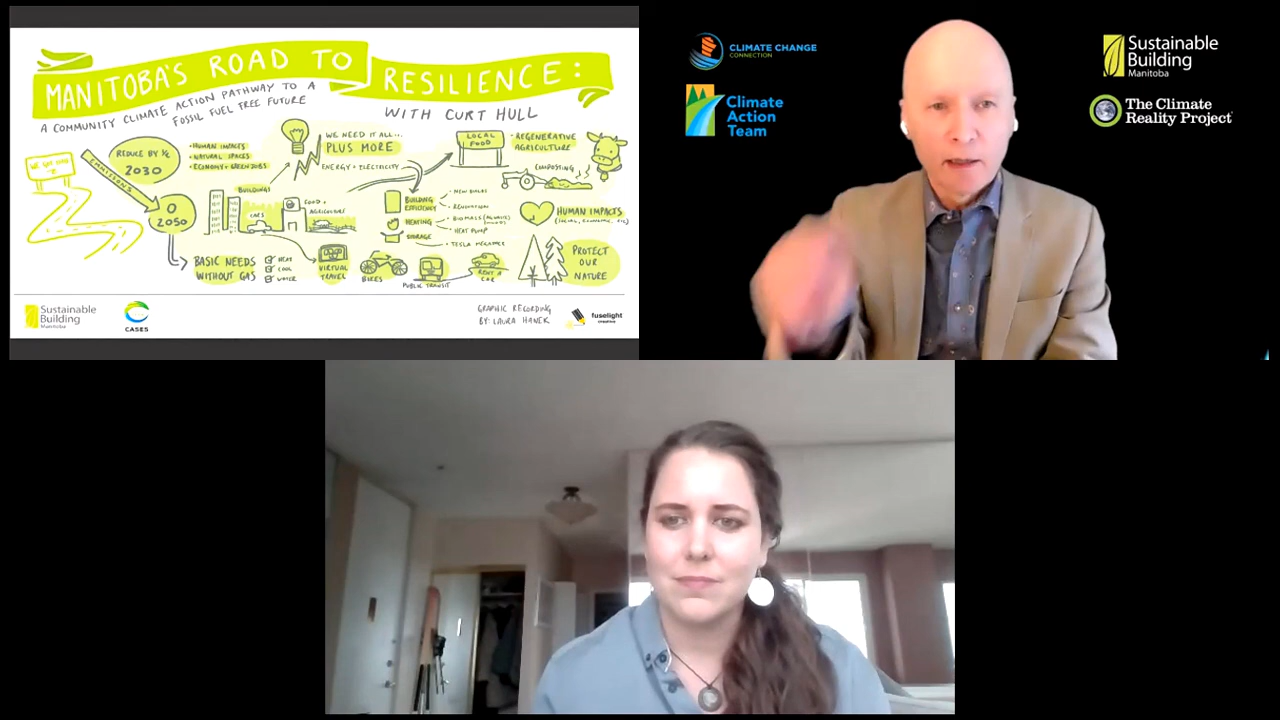 MANITOBA'S ROAD TO RESILIENCE:
A COMMUNITY CLIMATE ACTION PATHWAY TO A
FOSSIL FUEL FREE FUTURE
WITH CURT HULL
EMISSIONS
REDUCE BY ½
2030
0
2050
• HUMAN IMPACTS
• NATURAL SPACES
• ECONOMY + GREEN JOBS
WE NEED IT ALL...
PLUS MORE
ENERGY + ELECTRICITY
LOCAL
FOOD
• REGENERATIVE
AGRICULTURE
COMPOSTING
BUILDINGS
CARS
FOOD +
AGRICULTURE
BUILDING
EFFICIENCY
HEATING
STORAGE
• NEW BUILDS
• RENOVATION
• HEAT PUMP
• TESLA MEGAPACK
HUMAN IMPACTS
BASIC NEEDS
WITHOUT GAS
HEAT
COOL
WATER
VIRTUAL
TRAVEL
BIKES
PUBLIC TRANSIT
RENT A
CAR
PROTECT
OUR
NATURE
Sustainable
Building
Manitoba
CASES
GRAPHIC RECORDING
BY: LAURA HANEK
fuselight
creative
CLIMATE CHANGE
CONNECTION
Climate
Action
Team
Sustainable
Building
Manitoba
The Climate
Reality Project